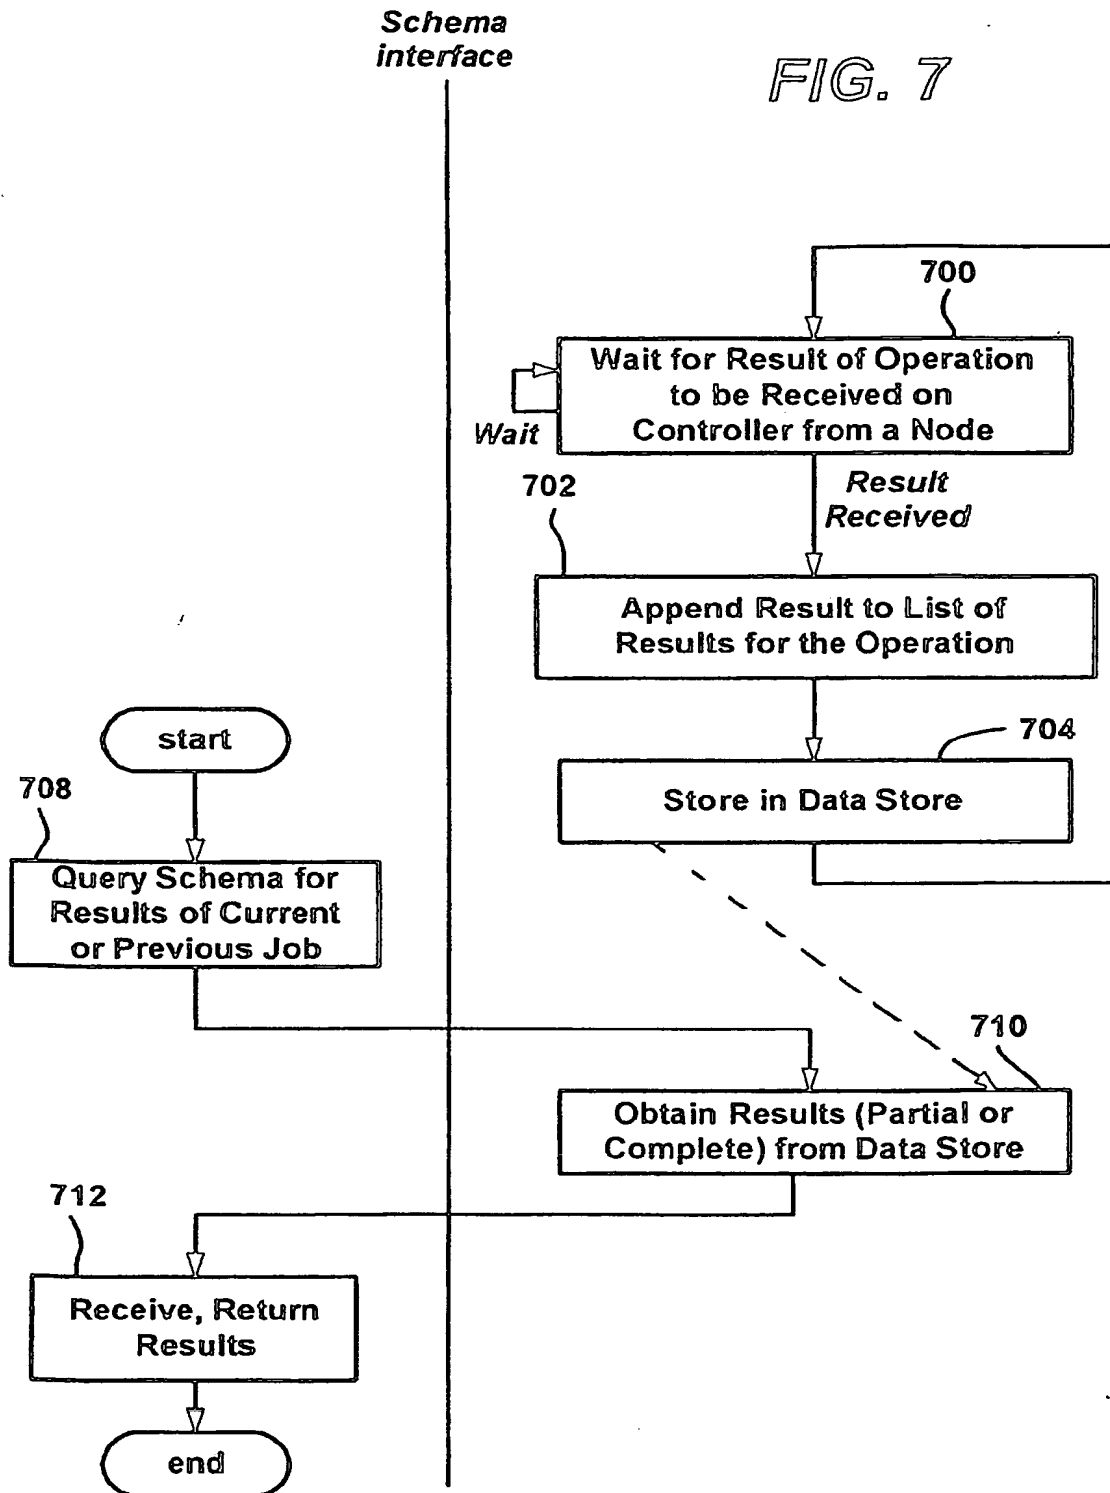 Schema
interface
FIG. 7
700
Wait for Result of Operation
to be Received on
Controller from a Node
Wait
Result
Received
702
Append Result to List of
Results for the Operation
704
Store in Data Store
start
708
Query Schema for
Results of Current
or Previous Job
710
Obtain Results (Partial or
Complete) from Data Store
712
Receive, Return
Results
end